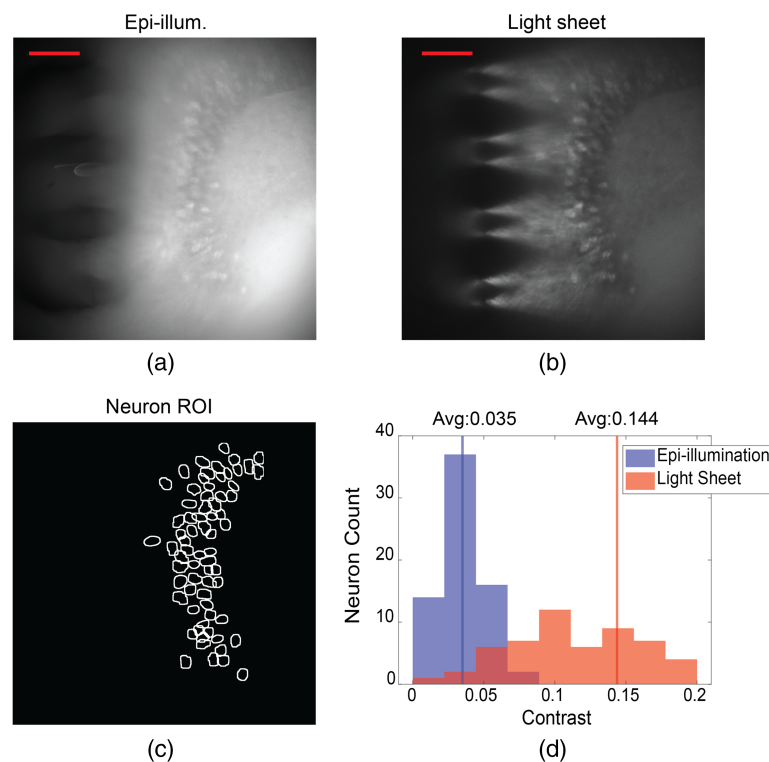 Epi-illum.
Light sheet
(a)
(b)
Neuron ROI
(c)
Avg:0.035
Avg:0.144
Epi-illumination
Light Sheet
40
30
20
10
0
Neuron Count
0
0.05
0.1
0.15
0.2
Contrast
(d)